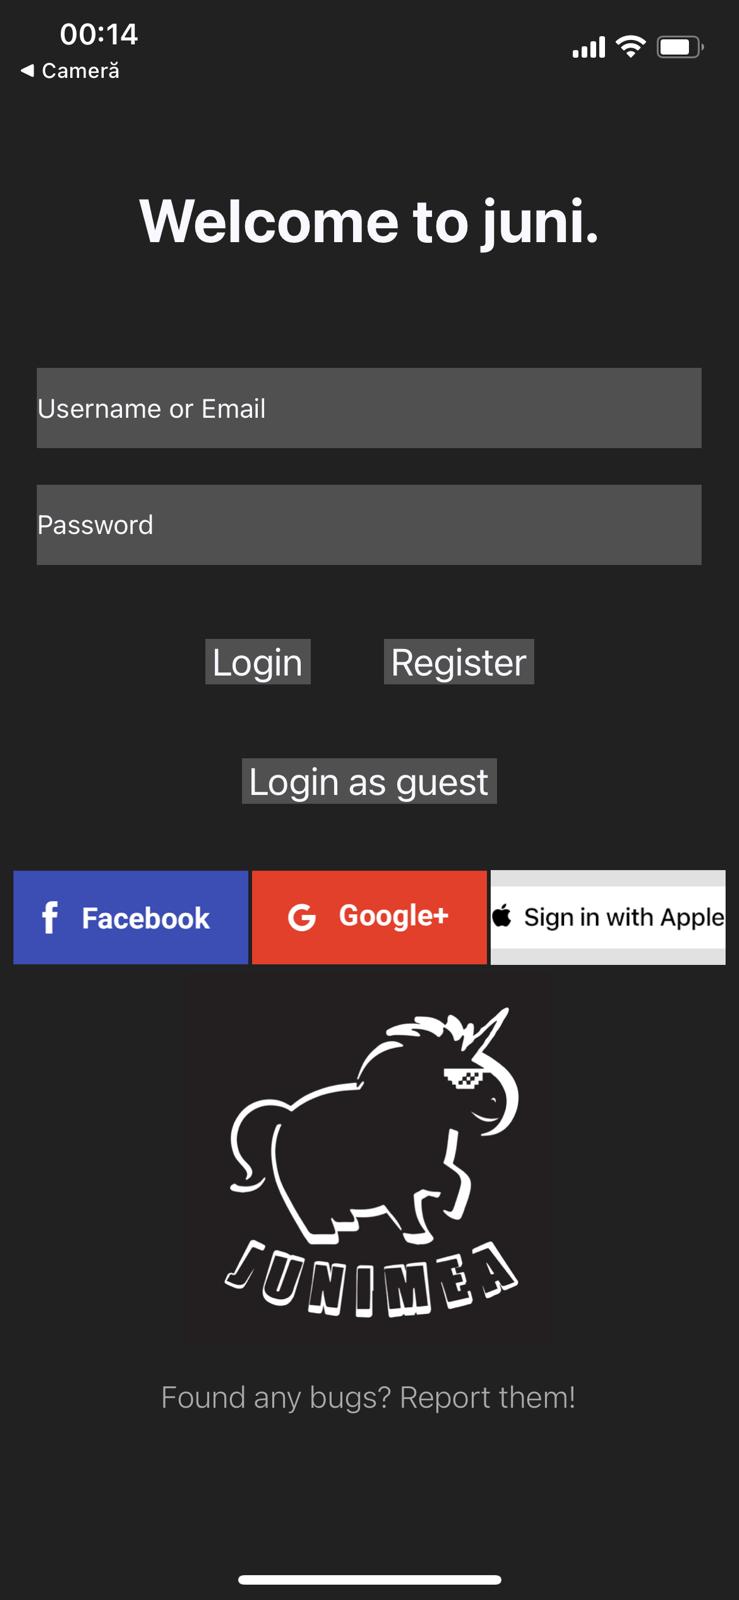 00:14
◀ Cameră
Welcome to juni.
Username or Email
Password
Login
Register
Login as guest
f Facebook
G Google+
Sign in with Apple
JUNIMEA
Found any bugs? Report them!